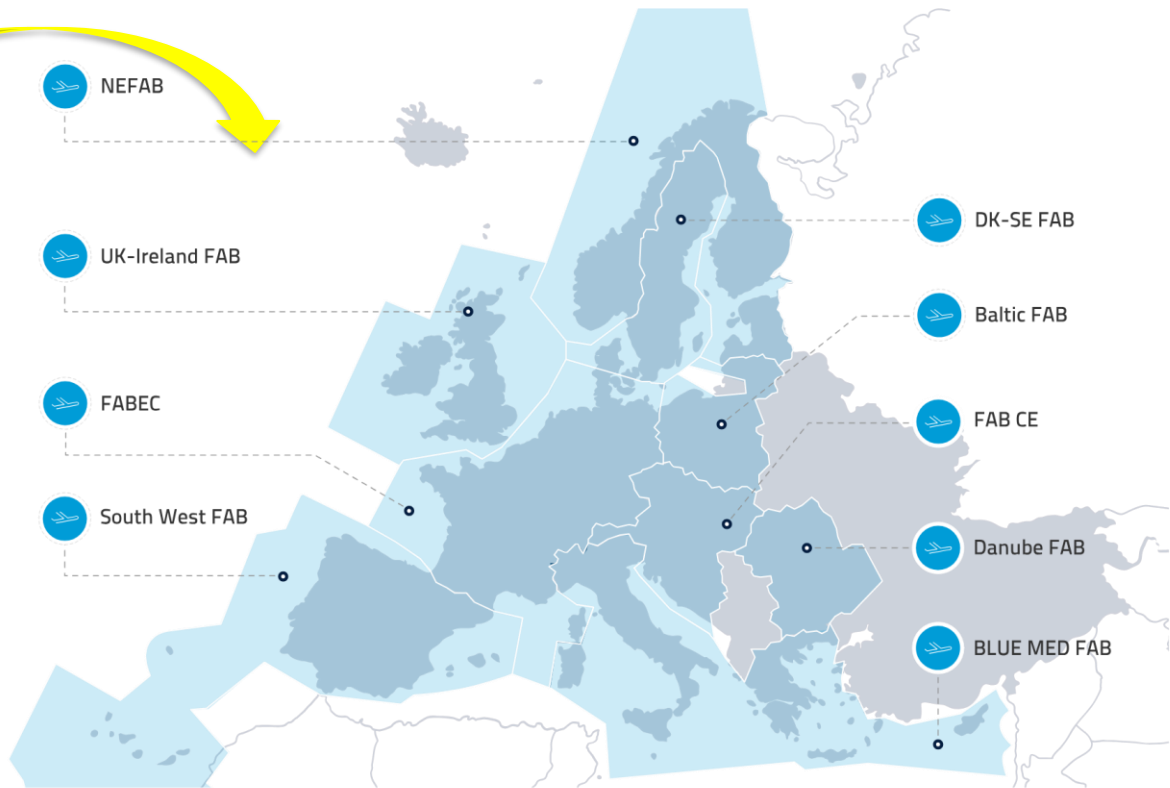 NEFAB
UK-Ireland FAB
FABEC
South West FAB
DK-SE FAB
Baltic FAB
FAB CE
Danube FAB
BLUE MED FAB